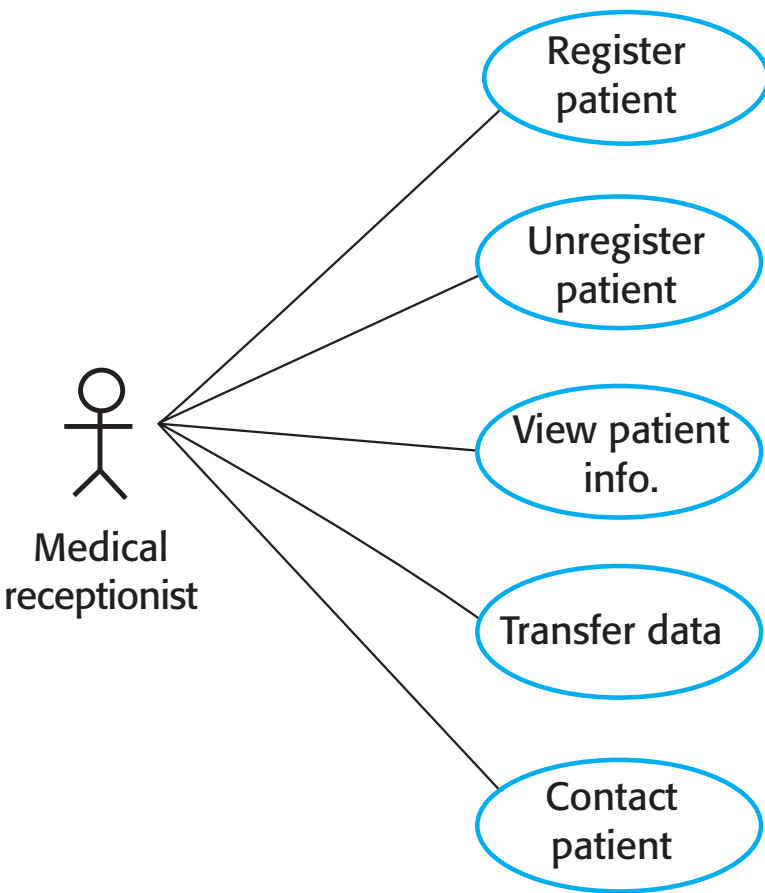 Register
patient
Unregister
patient
View patient
info.
Medical
receptionist
Transfer data
Contact
patient